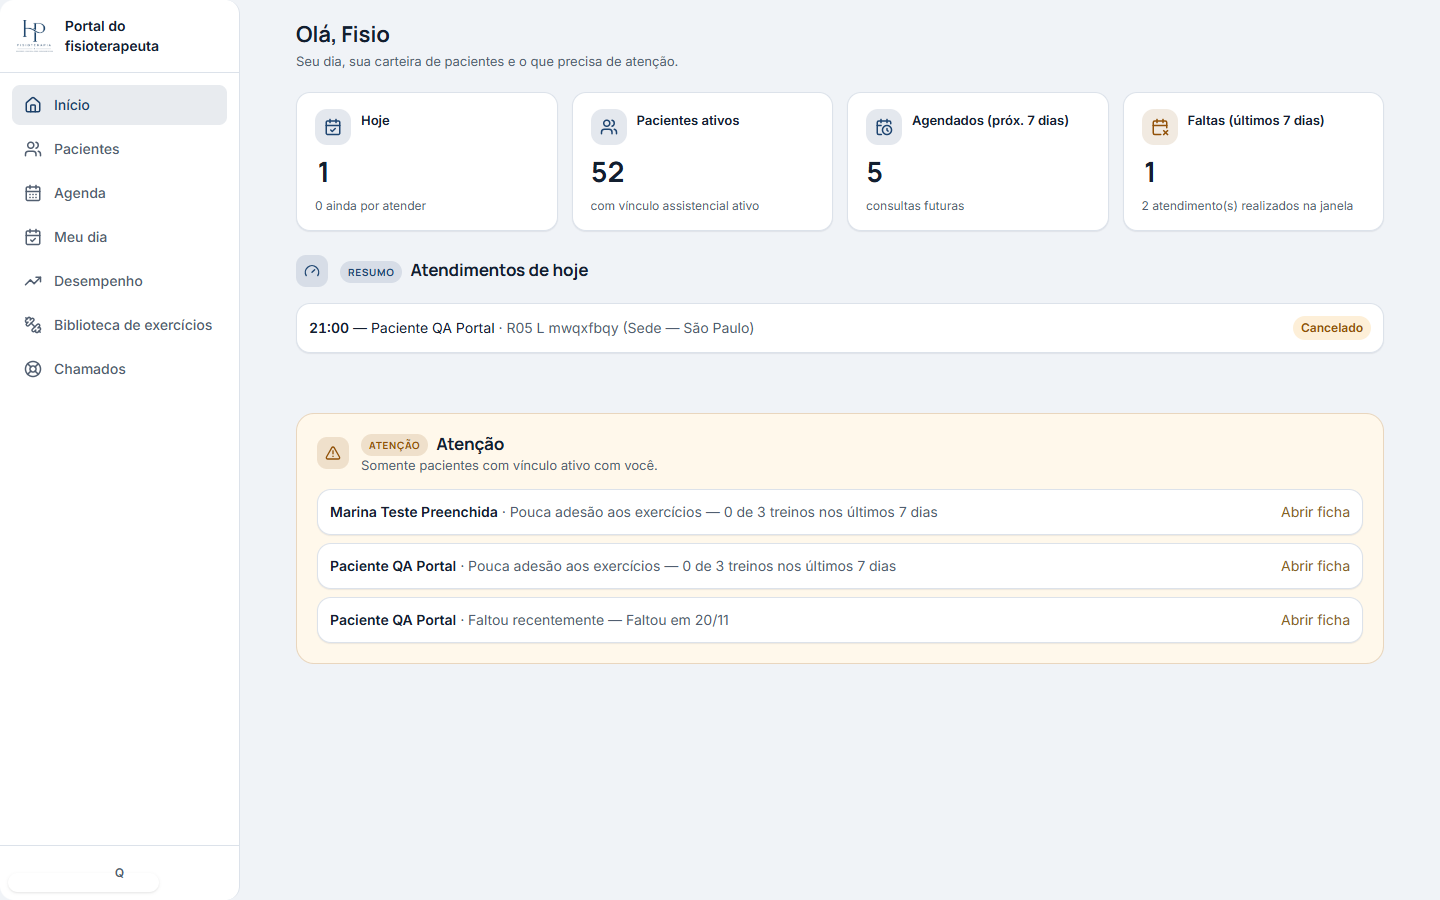 HP
FISIOTERAPIA
Portal do
fisioterapeuta
Início
Pacientes
Agenda
Meu dia
Desempenho
Biblioteca de exercícios
Chamados
Q
Olá, Fisio
Seu dia, sua carteira de pacientes e o que precisa de atenção.
Hoje
1
0 ainda por atender
Pacientes ativos
52
com vínculo assistencial ativo
Agendados (próx. 7 dias)
5
consultas futuras
Faltas (últimos 7 dias)
1
2 atendimento(s) realizados na janela
RESUMO Atendimentos de hoje
21:00 — Paciente QA Portal · R05 L mwqxfbqy (Sede — São Paulo) Cancelado
ATENÇÃO Atenção
Somente pacientes com vínculo ativo com você.
Marina Teste Preenchida · Pouca adesão aos exercícios — 0 de 3 treinos nos últimos 7 dias Abrir ficha
Paciente QA Portal · Pouca adesão aos exercícios — 0 de 3 treinos nos últimos 7 dias Abrir ficha
Paciente QA Portal · Faltou recentemente — Faltou em 20/11 Abrir ficha